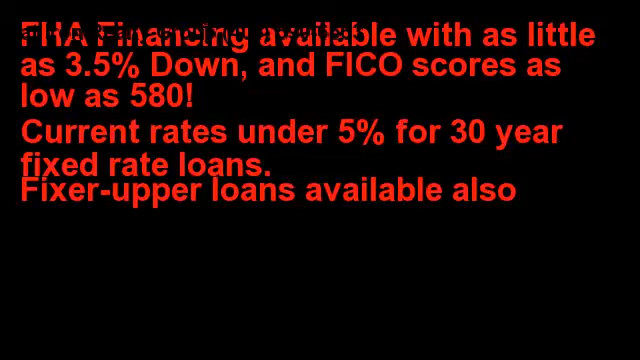 FHA Financing available with as little
as 3.5% Down, and FICO scores as
low as 580!
Current rates under 5% for 30 year
fixed rate loans.
Fixer-upper loans available also